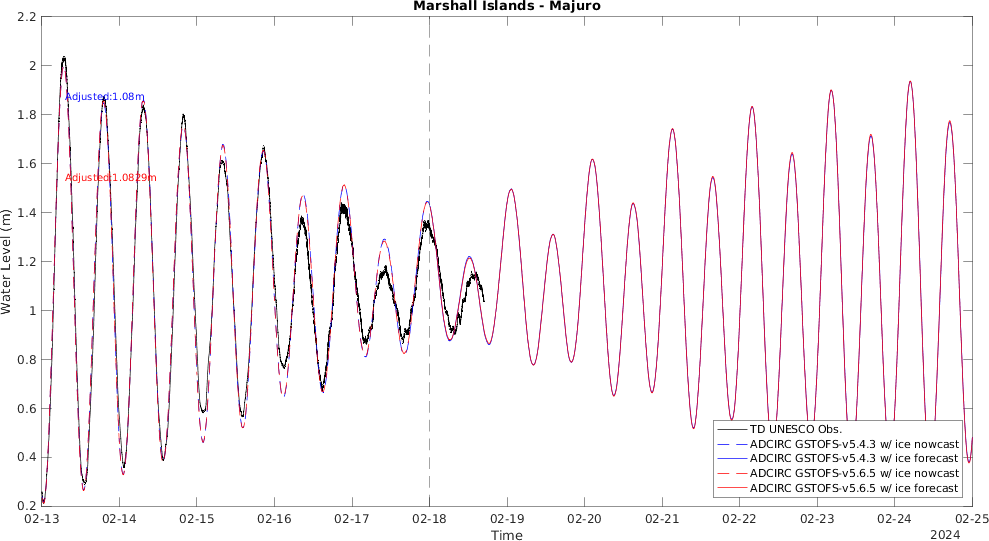 Marshall Islands - Majuro
2.2
2
1.8
1.6
1.4
1.2
1
0.8
0.6
0.4
0.2
Water Level (m)
Adjusted:1.08m
Adjusted:1.0829m
TD UNESCO Obs.
ADCIRC GSTOFS-v5.4.3 w/ ice nowcast
ADCIRC GSTOFS-v5.4.3 w/ ice forecast
ADCIRC GSTOFS-v5.6.5 w/ ice nowcast
ADCIRC GSTOFS-v5.6.5 w/ ice forecast
02-13 02-14 02-15 02-16 02-17 02-18 02-19 02-20 02-21 02-22 02-23 02-24 02-25
Time
2024